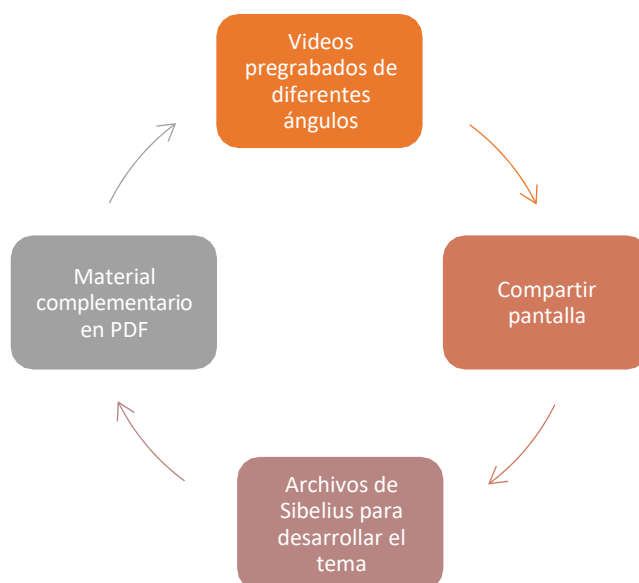 Videos
pregrabados de
diferentes
ángulos
Compartir
pantalla
Archivos de
Sibelius para
desarrollar el
tema
Material
complementario
en PDF